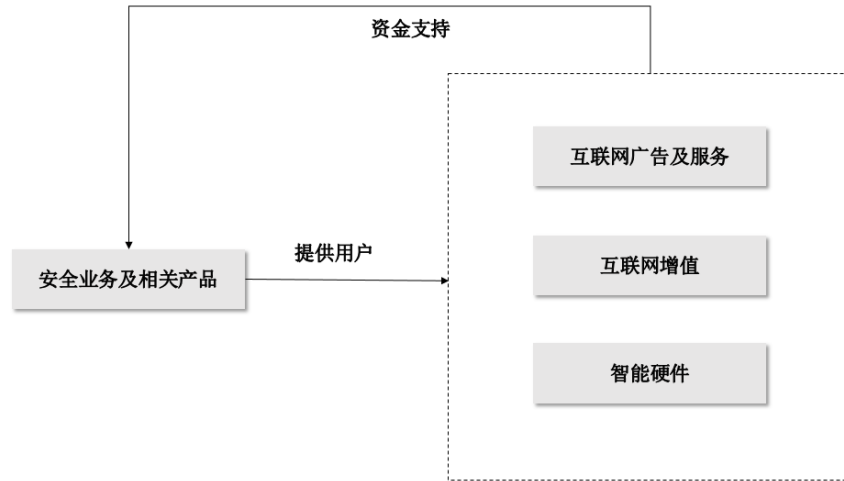 资金支持
互联网广告及服务
提供用户
互联网增值
安全业务及相关产品
智能硬件